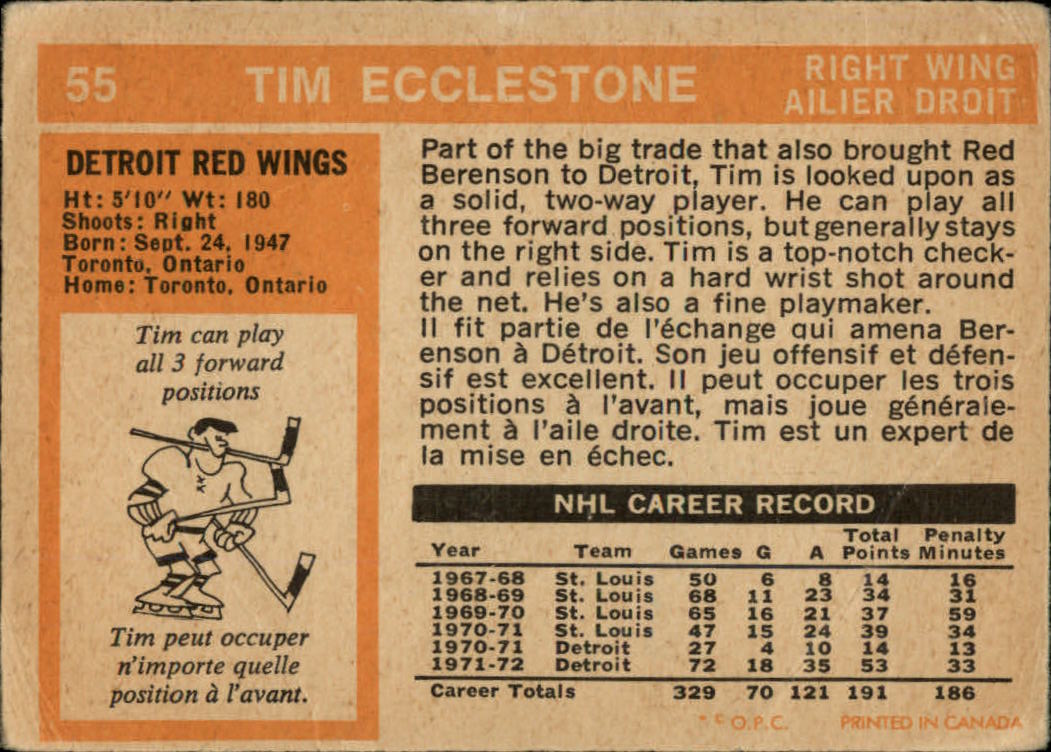 55 TIM ECCLESTONE RIGHT WING
AILIER DROIT
DETROIT RED WINGS
Ht: 5'10" Wt: 180
Shoots: Right
Born: Sept. 24, 1947
Toronto, Ontario
Home: Toronto, Ontario
Tim can play
all 3 forward
positions
Tim peut occuper
n'importe quelle
position à l'avant.
Part of the big trade that also brought Red
Berenson to Detroit, Tim is looked upon as
a solid, two-way player. He can play all
three forward positions, but generally stays
on the right side. Tim is a top-notch check-
er and relies on a hard wrist shot around
the net. He's also a fine playmaker.
Il fit partie de l'échange qui amena Ber-
enson à Détroit. Son jeu offensif et défen-
sif est excellent. Il peut occuper les trois
positions à l'avant, mais joue générale-
ment à l'aile droite. Tim est un expert de
la mise en échec.
NHL CAREER RECORD
Year Team Games G A Total Points Penalty Minutes
1967-68 St. Louis 50 6 8 14 16
1968-69 St. Louis 68 11 23 34 31
1969-70 St. Louis 65 16 21 37 59
1970-71 St. Louis 47 15 24 39 34
1970-71 Detroit 27 4 10 14 13
1971-72 Detroit 72 18 35 53 33
Career Totals 329 70 121 191 186
* © O.P.C. PRINTED IN CANADA